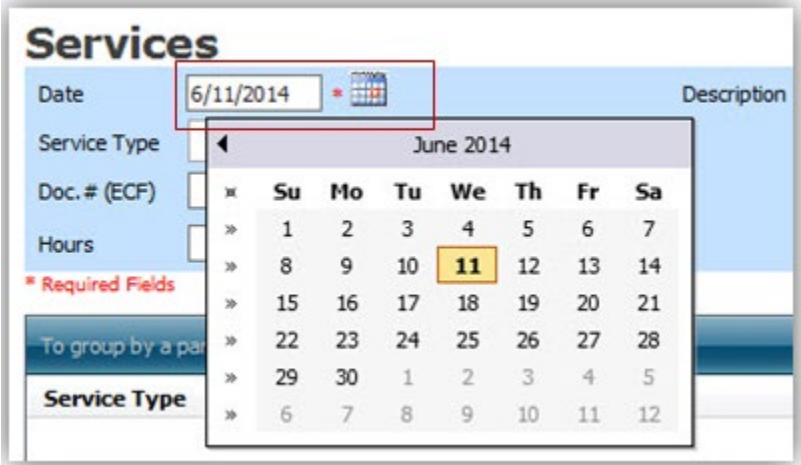 Services
Date 6/11/2014 * Description
Service Type
June 2014
Doc.# (ECF)
Su Mo Tu We Th Fr Sa
» 1 2 3 4 5 6 7
Hours
» 8 9 10 11 12 13 14
* Required Fields
» 15 16 17 18 19 20 21
To group by a par
» 22 23 24 25 26 27 28
» 29 30 1 2 3 4 5
Service Type
» 6 7 8 9 10 11 12